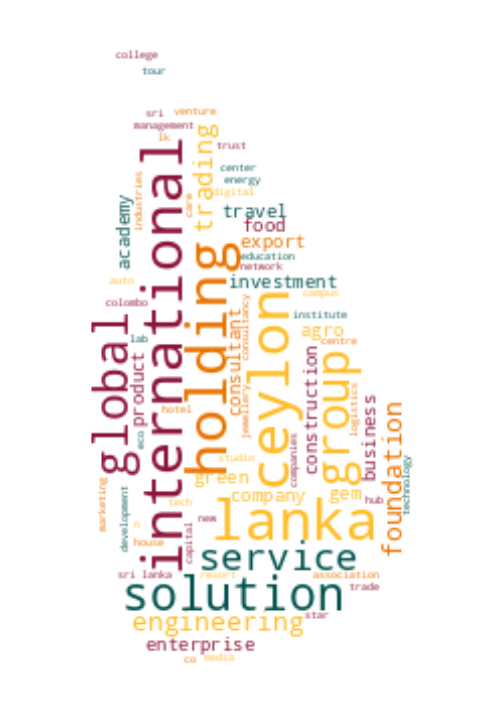 college
tour
sri
venture
management
lk
trading
trust
international
center
energy
industries
care
digital
academy
travel
food
export
holding
education
network
auto
investment
ceylon
campus
colombo
consultancy
global
lab
product
consultant
institute
agro
centre
group
construction
logistics
hotel
jewellery
business
foundation
eco
companies
studio
technology
green
marketing
development
company
gem
hub
tech
lanka
new
n
capital
house
service
sri lanka
resort
association
solution
trade
engineering
star
enterprise
co
media